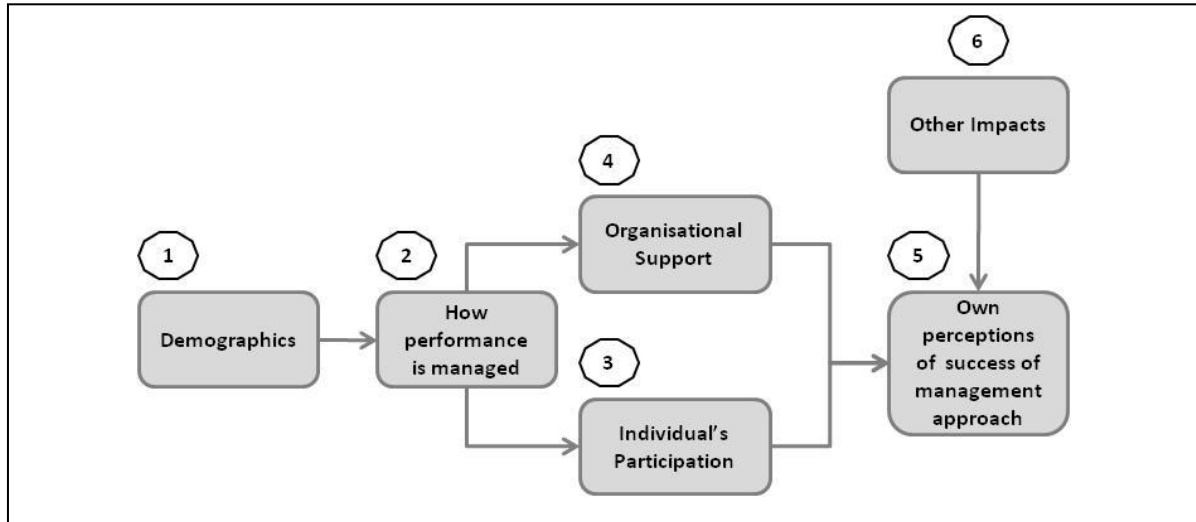 6
Other Impacts
4
Organisational
Support
1
Demographics
2
How
performance
is managed
3
Individual's
Participation
5
Own
perceptions
of success of
management
approach